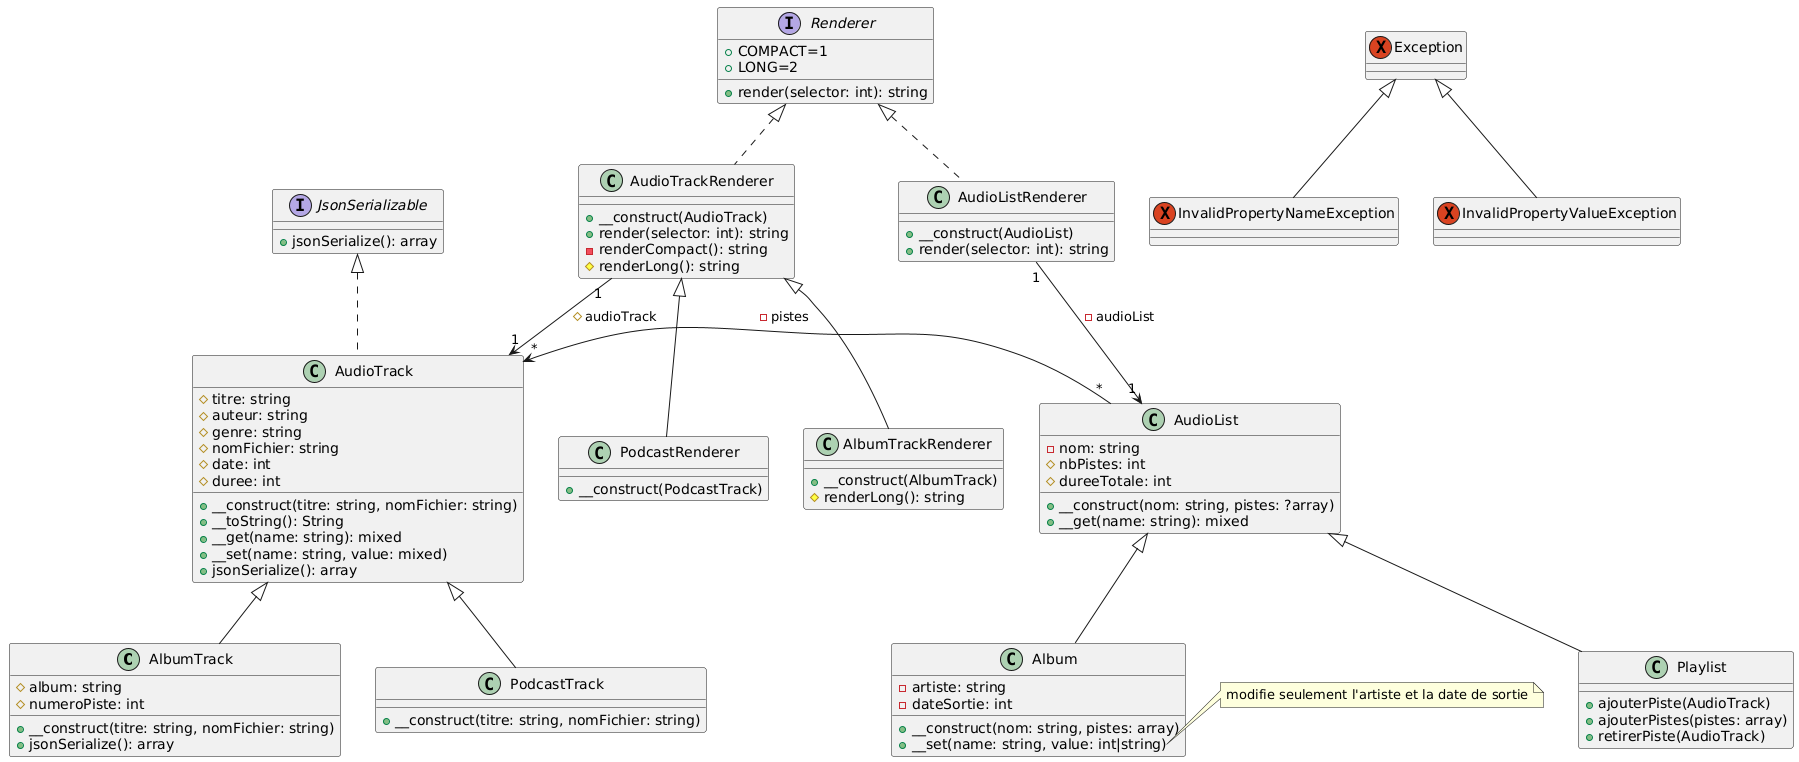 I Renderer
COMPACT=1
LONG=2
render(selector: int): string
X Exception
C AudioTrackRenderer
__construct(AudioTrack)
render(selector: int): string
renderCompact(): string
renderLong(): string
C AudioListRenderer
__construct(AudioList)
render(selector: int): string
I JsonSerializable
jsonSerialize(): array
X InvalidPropertyNameException
X InvalidPropertyValueException
1
1
audioTrack
pistes
audioList
1
*
*
1
C AudioTrack
titre: string
auteur: string
genre: string
nomFichier: string
date: int
duree: int
__construct(titre: string, nomFichier: string)
__toString(): String
__get(name: string): mixed
__set(name: string, value: mixed)
jsonSerialize(): array
C PodcastRenderer
__construct(PodcastTrack)
C AlbumTrackRenderer
__construct(AlbumTrack)
renderLong(): string
C AudioList
nom: string
nbPistes: int
dureeTotale: int
__construct(nom: string, pistes: ?array)
__get(name: string): mixed
C AlbumTrack
album: string
numeroPiste: int
__construct(titre: string, nomFichier: string)
jsonSerialize(): array
C PodcastTrack
__construct(titre: string, nomFichier: string)
C Album
artiste: string
dateSortie: int
__construct(nom: string, pistes: array)
__set(name: string, value: int|string)
modifie seulement l'artiste et la date de sortie
C Playlist
ajouterPiste(AudioTrack)
ajouterPistes(pistes: array)
retirerPiste(AudioTrack)